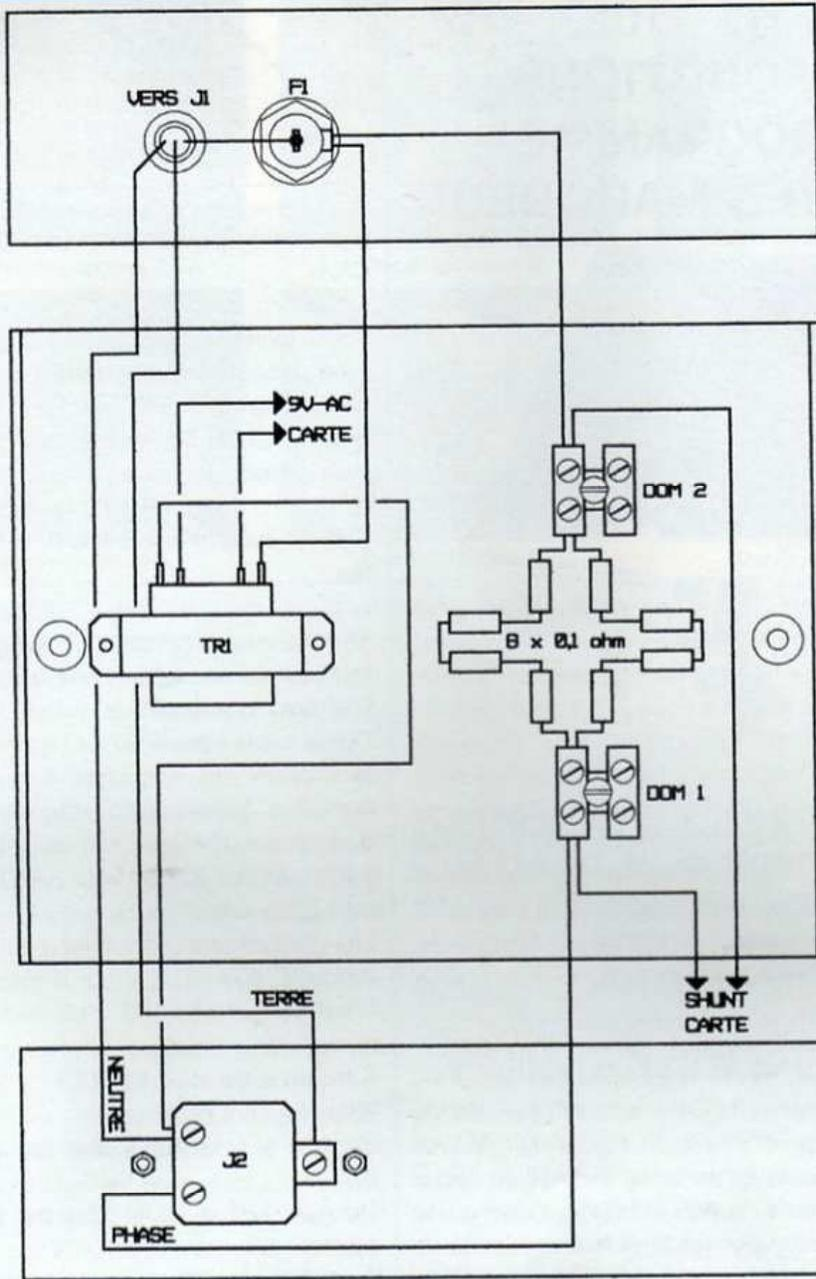 VERS J1
F1
9V-AC
CARTE
DOM 2
TR1
8 x 0,1 ohm
DOM 1
TERRE
SHUNT
CARTE
NEUTRE
J2
PHASE